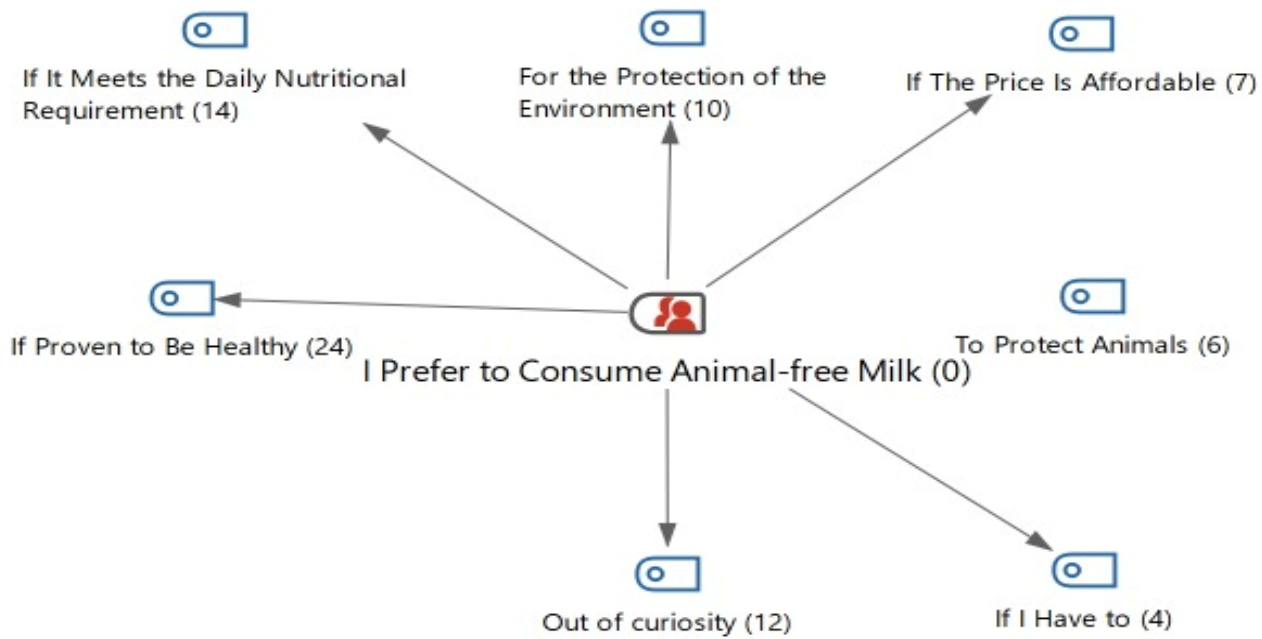 If It Meets the Daily Nutritional
Requirement (14)
For the Protection of the
Environment (10)
If The Price Is Affordable (7)
If Proven to Be Healthy (24)
I Prefer to Consume Animal-free Milk (0)
To Protect Animals (6)
Out of curiosity (12)
If I Have to (4)